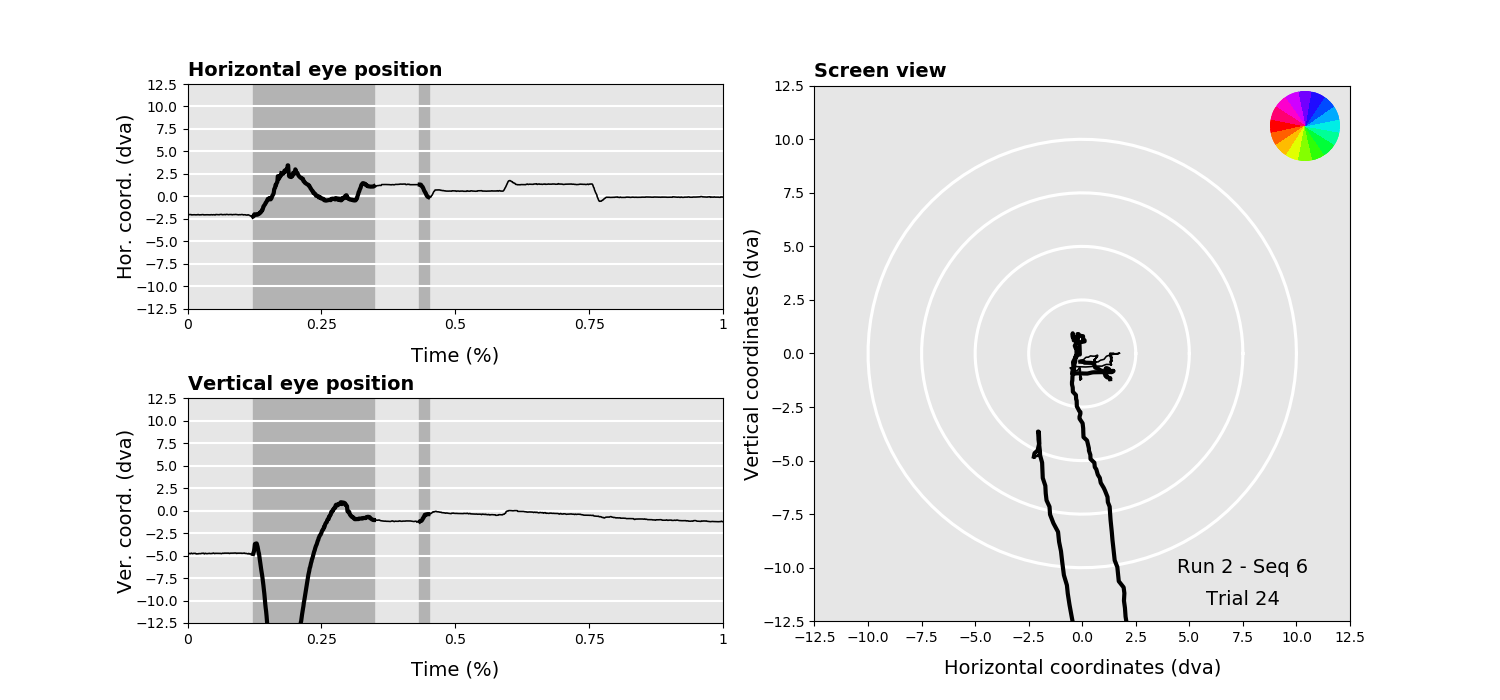 Horizontal eye position
12.5
10.0
7.5
5.0
2.5
0.0
−2.5
−5.0
−7.5
−10.0
−12.5
Hor. coord. (dva)
0 0.25 0.5 0.75 1
Time (%)
Vertical eye position
12.5
10.0
7.5
5.0
2.5
0.0
−2.5
−5.0
−7.5
−10.0
−12.5
Ver. coord. (dva)
0 0.25 0.5 0.75 1
Time (%)
Screen view
12.5
10.0
7.5
5.0
2.5
0.0
−2.5
−5.0
−7.5
−10.0
−12.5
Vertical coordinates (dva)
Run 2 - Seq 6
Trial 24
−12.5 −10.0 −7.5 −5.0 −2.5 0.0 2.5 5.0 7.5 10.0 12.5
Horizontal coordinates (dva)